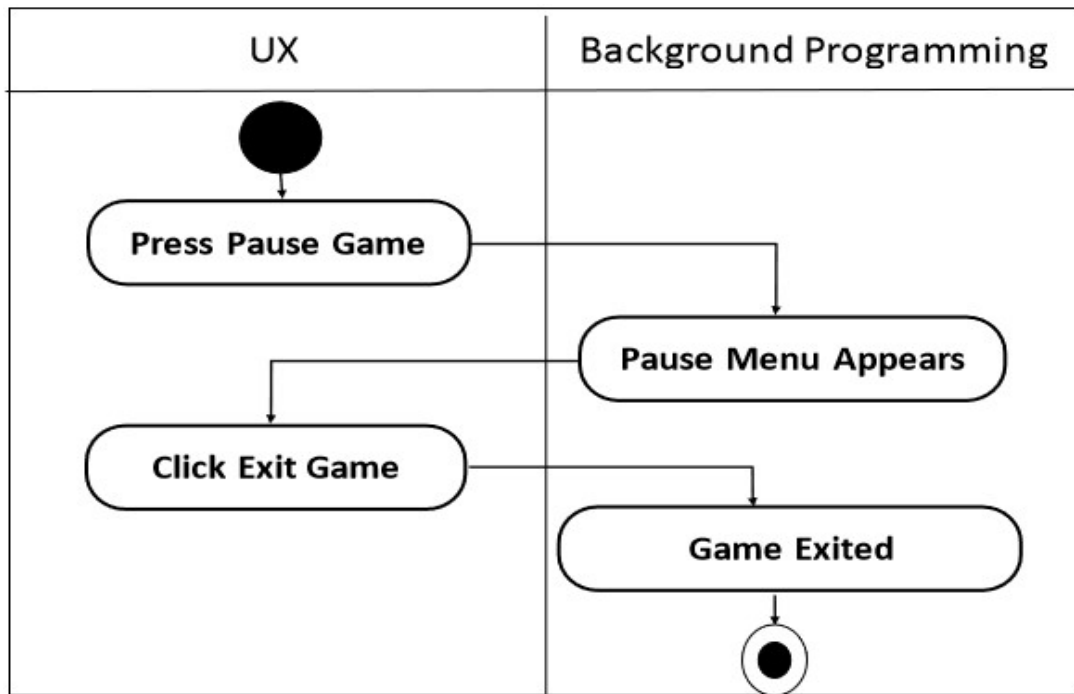 UX
Background Programming
Press Pause Game
Pause Menu Appears
Click Exit Game
Game Exited